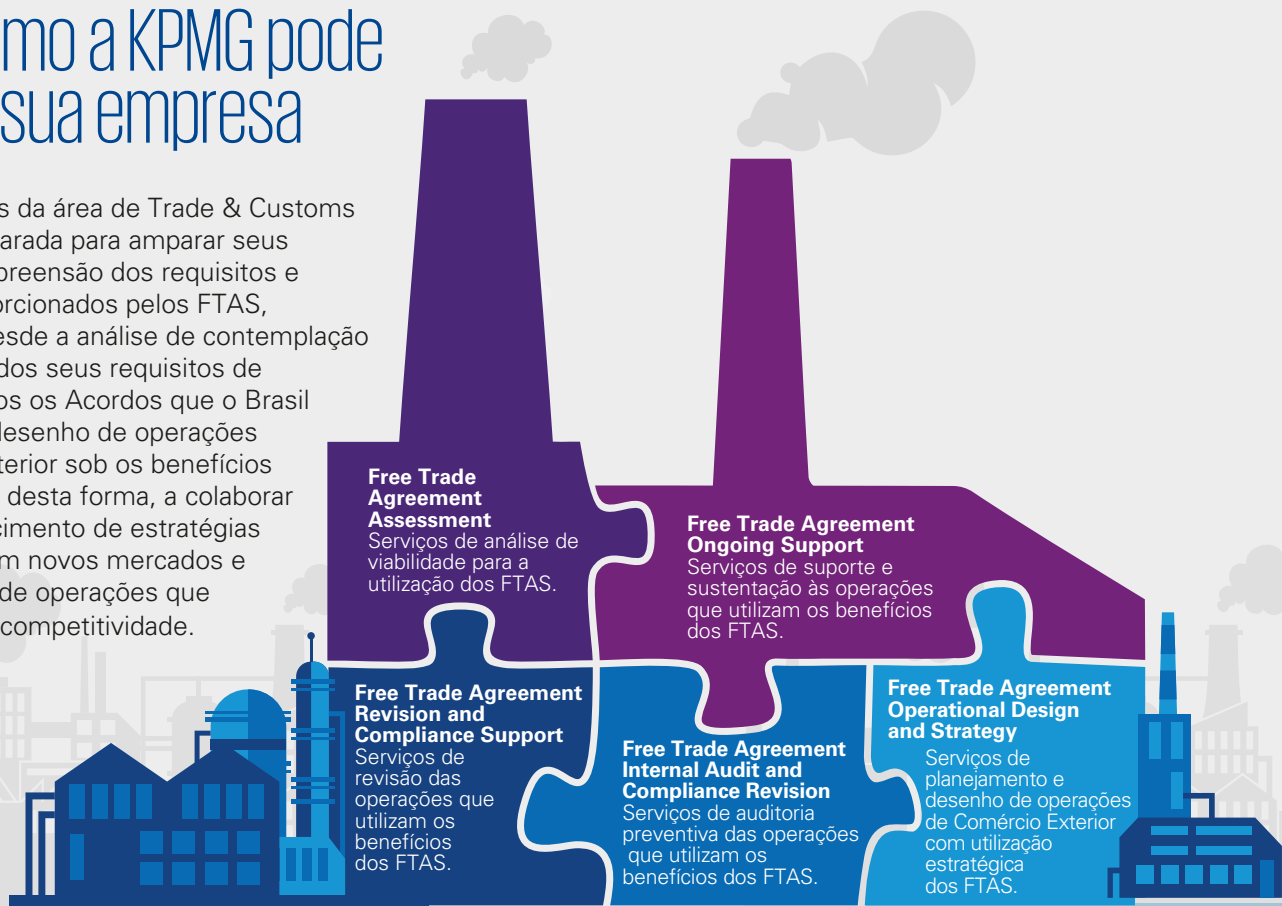 mo a KPMG pode
sua empresa
s da área de Trade & Customs
arada para amparar seus
preensão dos requisitos e
orcionados pelos FTAS,
esde a análise de contemplação
dos seus requisitos de
os os Acordos que o Brasil
desenho de operações
terior sob os benefícios
desta forma, a colaborar
cimento de estratégias
m novos mercados e
de operações que
competitividade.
Free Trade
Agreement
Assessment
Serviços de análise de
viabilidade para a
utilização dos FTAS.
Free Trade Agreement
Ongoing Support
Serviços de suporte e
sustentação às operações
que utilizam os benefícios
dos FTAS.
Free Trade Agreement
Revision and
Compliance Support
Serviços de
revisão das
operações que
utilizam os
benefícios
dos FTAS.
Free Trade Agreement
Internal Audit and
Compliance Revision
Serviços de auditoria
preventiva das operações
que utilizam os
benefícios dos FTAS.
Free Trade Agreement
Operational Design
and Strategy
Serviços de
planejamento e
desenho de operações
de Comércio Exterior
com utilização
estratégica
dos FTAS.